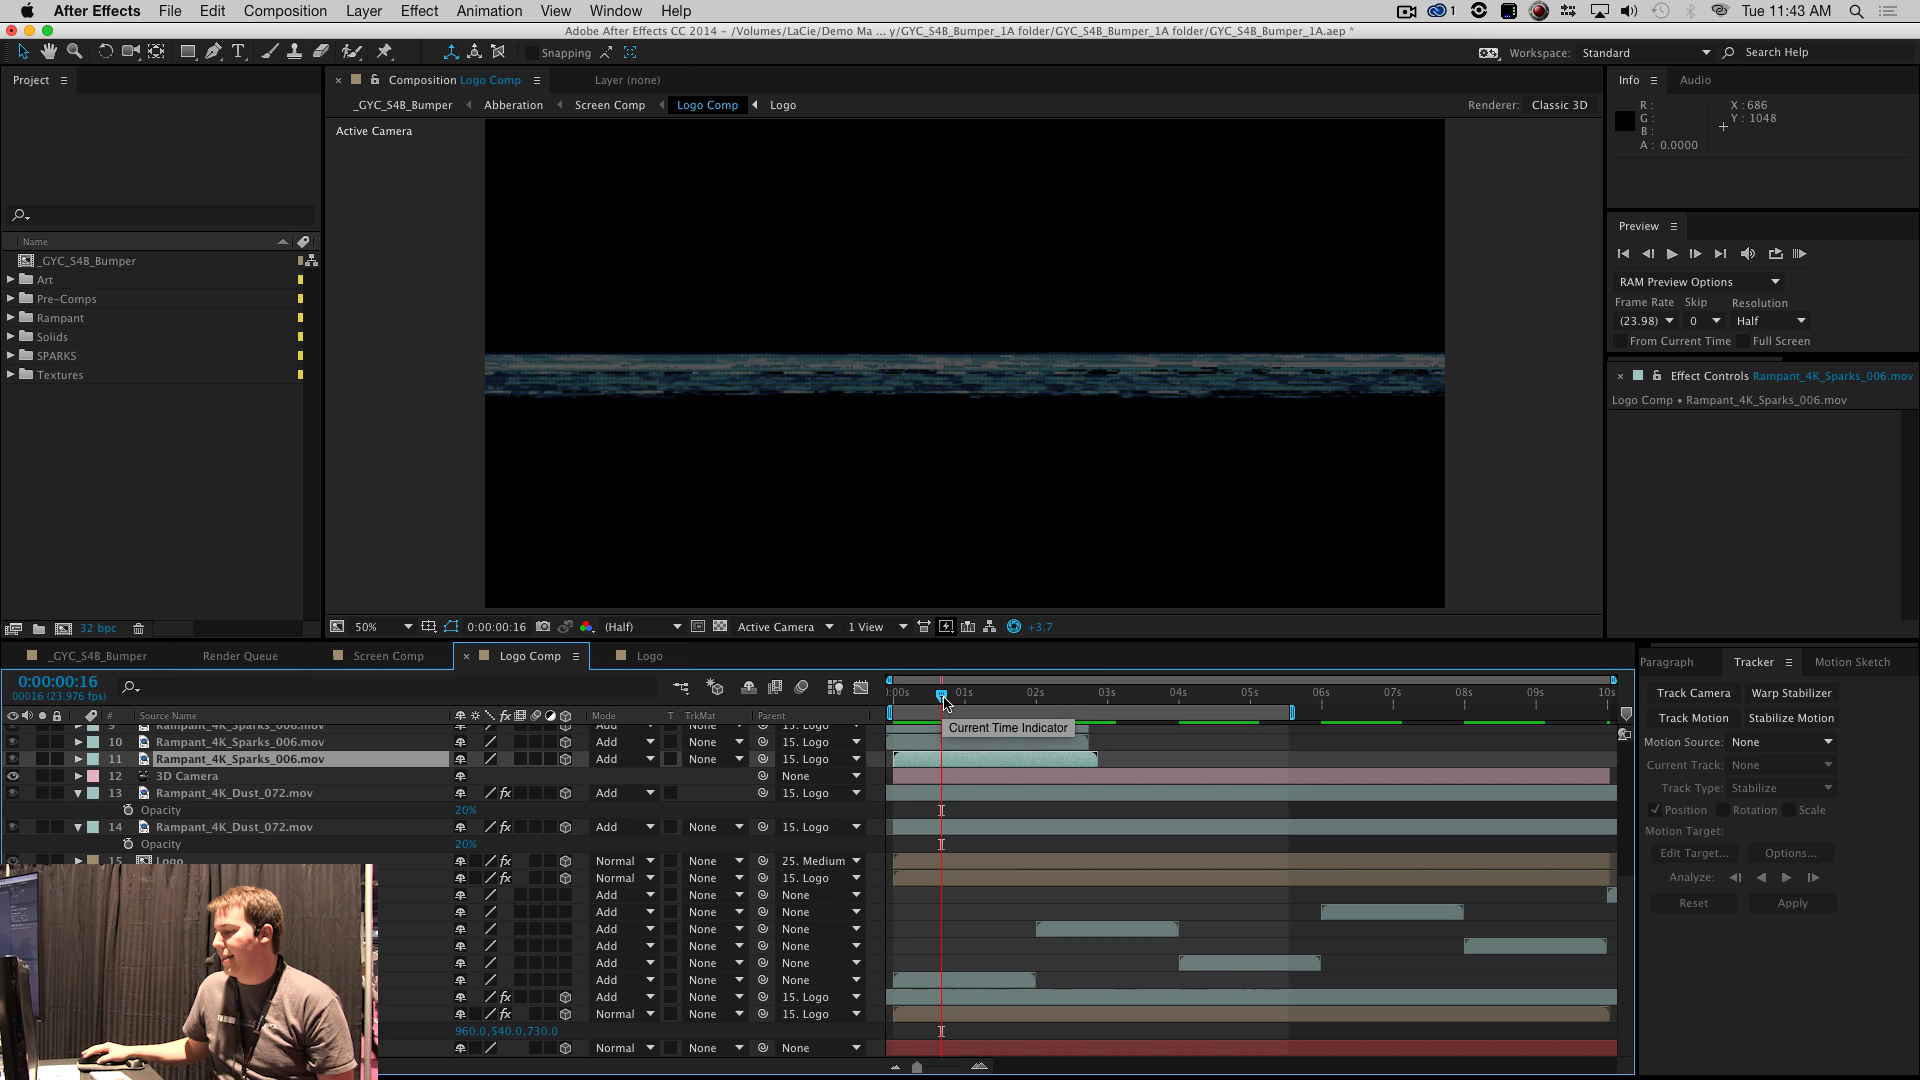 After Effects File Edit Composition Layer Effect Animation View Window Help 1 Tue 11:43 AM
Adobe After Effects CC 2014 - /Volumes/LaCie/Demo Ma ... y/GYC_S4B_Bumper_1A folder/GYC_S4B_Bumper_1A folder/GYC_S4B_Bumper_1A.aep *
Snapping Workspace: Standard Search Help
Project Composition Logo Comp Layer (none) Info Audio
_GYC_S4B_Bumper Abberation Screen Comp Logo Comp Logo Renderer: Classic 3D
R : X : 686
G : Y : 1048
B :
A : 0.0000
Active Camera
Preview
Name
_GYC_S4B_Bumper
Art
Pre-Comps
Rampant
Solids
SPARKS
Textures
RAM Preview Options
Frame Rate Skip Resolution
(23.98) 0 Half
From Current Time Full Screen
Effect Controls Rampant_4K_Sparks_006.mov
Logo Comp • Rampant_4K_Sparks_006.mov
32 bpc 50% 0:00:00:16 (Half) Active Camera 1 View +3.7
_GYC_S4B_Bumper Render Queue Screen Comp Logo Comp Logo
0:00:00:16
00016 (23.976 fps)
:00s 01s 02s 03s 04s 05s 06s 07s 08s 09s 10s
# Source Name Mode T TrkMat Parent
Rampant_4K_Sparks_006.mov Add None 15. Logo
Current Time Indicator
10 Rampant_4K_Sparks_006.mov Add None 15. Logo
11 Rampant_4K_Sparks_006.mov Add None 15. Logo
12 3D Camera None
13 Rampant_4K_Dust_072.mov Add 15. Logo
Opacity 20%
14 Rampant_4K_Dust_072.mov Add None 15. Logo
Opacity 20%
15 Logo Normal None 25. Medium
Normal None 15. Logo
Add None None
Add None None
Add None None
Add None None
Add None None
Add None None
Add None 15. Logo
Normal None 15. Logo
960.0,540.0,730.0
Normal None None
Paragraph Tracker Motion Sketch
Track Camera Warp Stabilizer
Track Motion Stabilize Motion
Motion Source: None
Current Track: None
Track Type: Stabilize
Position Rotation Scale
Motion Target:
Edit Target... Options...
Analyze:
Reset Apply